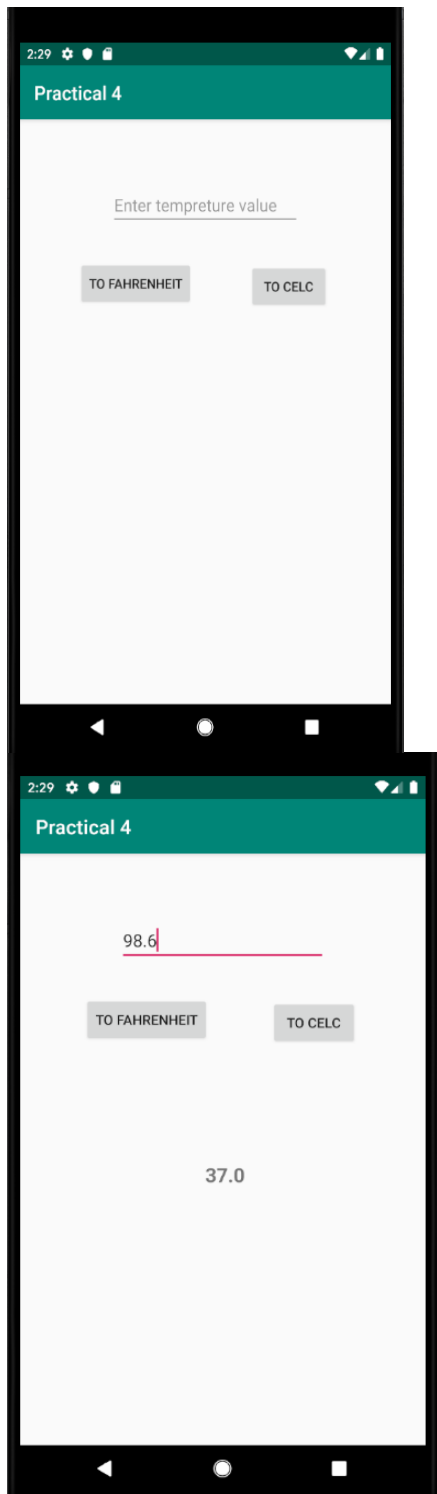 2:29
Practical 4
Enter tempreture value
TO FAHRENHEIT TO CELC
2:29
Practical 4
98.6
TO FAHRENHEIT TO CELC
37.0